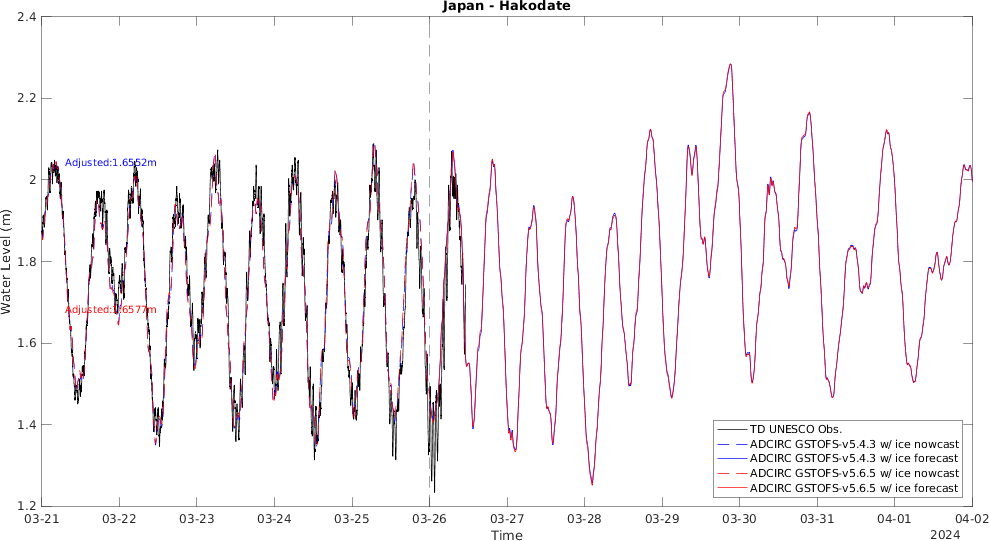 Japan - Hakodate
2.4
2.2
2
1.8
1.6
1.4
1.2
Water Level (m)
Adjusted:1.6552m
Adjusted:1.6577m
TD UNESCO Obs.
ADCIRC GSTOFS-v5.4.3 w/ ice nowcast
ADCIRC GSTOFS-v5.4.3 w/ ice forecast
ADCIRC GSTOFS-v5.6.5 w/ ice nowcast
ADCIRC GSTOFS-v5.6.5 w/ ice forecast
03-21 03-22 03-23 03-24 03-25 03-26 03-27 03-28 03-29 03-30 03-31 04-01 04-02
Time
2024